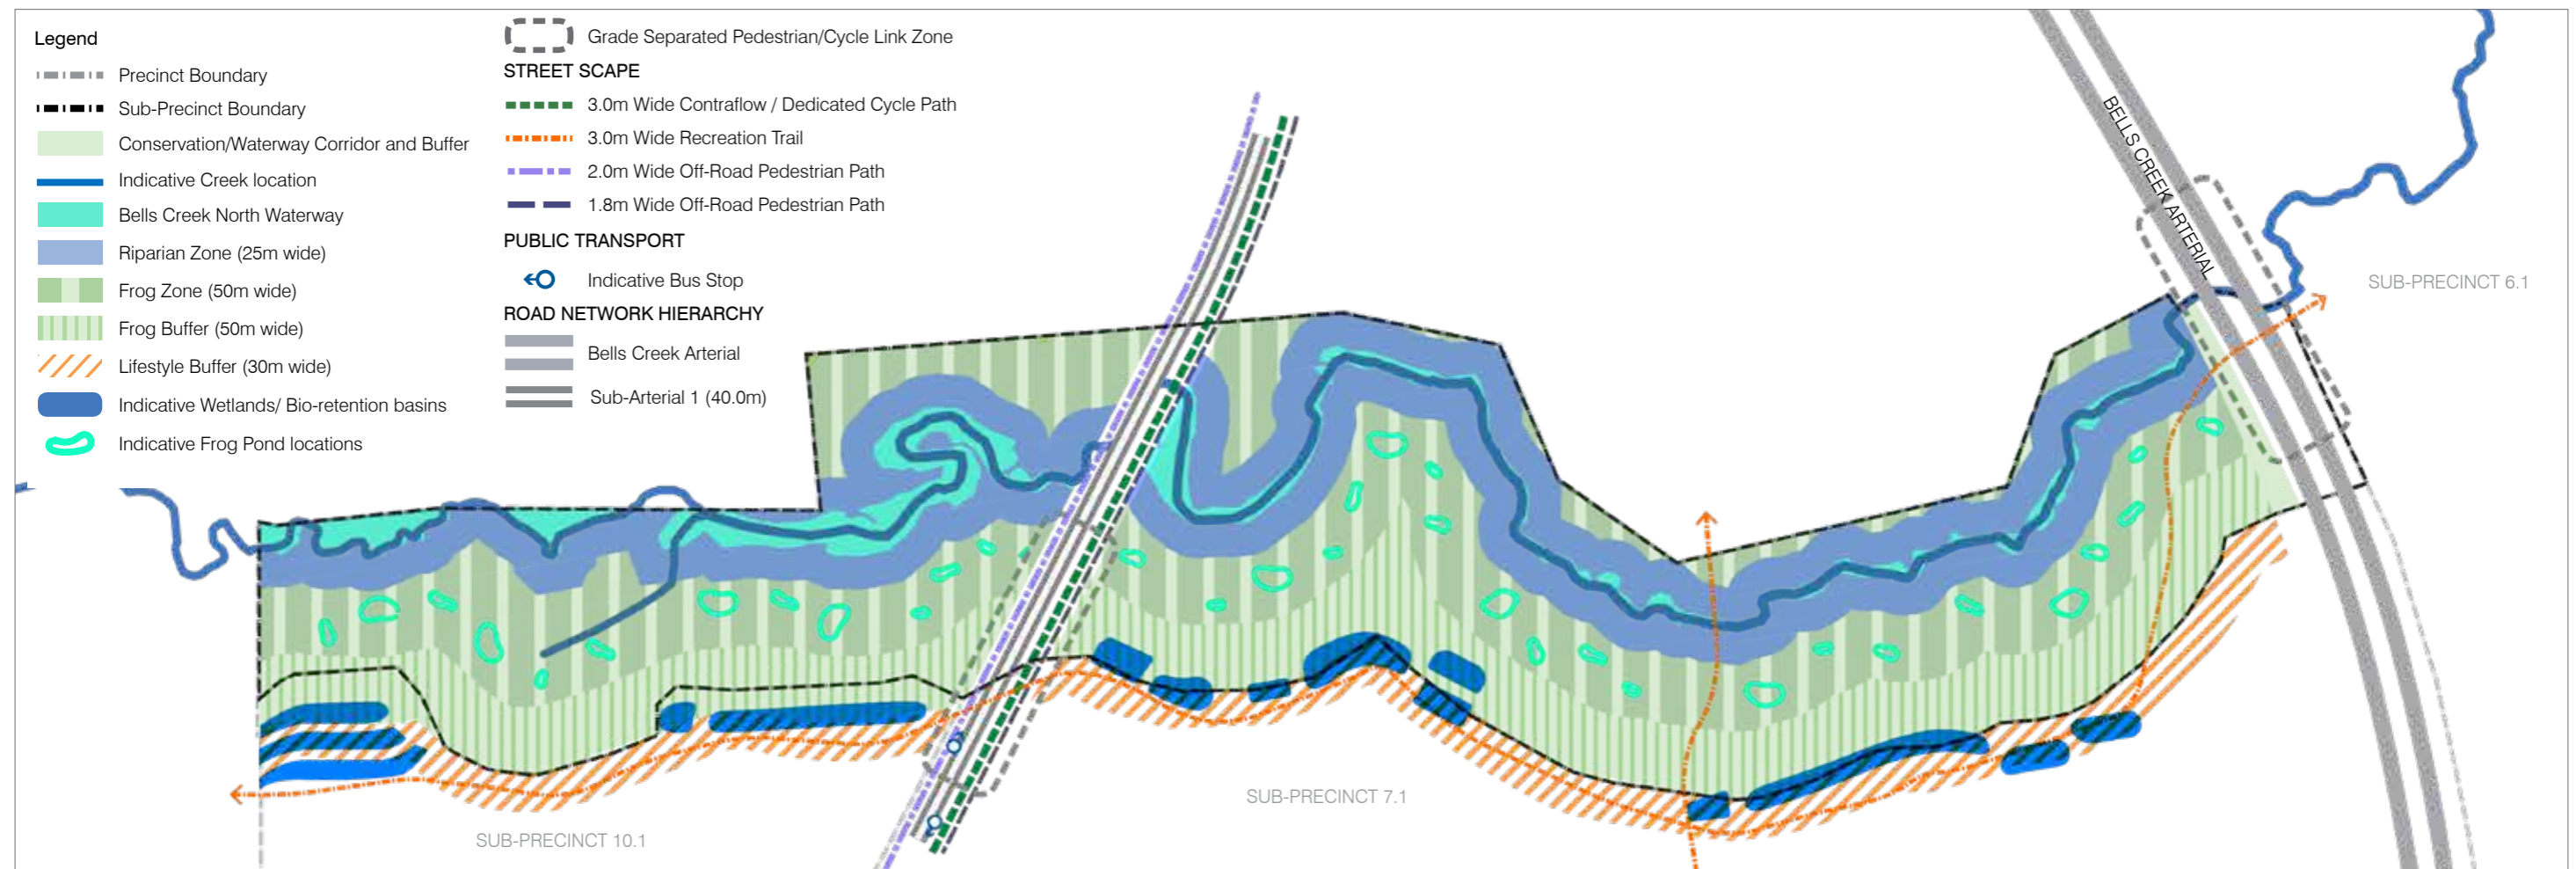 Legend
Precinct Boundary
Sub-Precinct Boundary
Conservation/Waterway Corridor and Buffer
Indicative Creek location
Bells Creek North Waterway
Riparian Zone (25m wide)
Frog Zone (50m wide)
Frog Buffer (50m wide)
Lifestyle Buffer (30m wide)
Indicative Wetlands/ Bio-retention basins
Indicative Frog Pond locations
Grade Separated Pedestrian/Cycle Link Zone
STREET SCAPE
3.0m Wide Contraflow / Dedicated Cycle Path
3.0m Wide Recreation Trail
2.0m Wide Off-Road Pedestrian Path
1.8m Wide Off-Road Pedestrian Path
PUBLIC TRANSPORT
Indicative Bus Stop
ROAD NETWORK HIERARCHY
Bells Creek Arterial
Sub-Arterial 1 (40.0m)
BELLS CREEK ARTERIAL
SUB-PRECINCT 6.1
SUB-PRECINCT 7.1
SUB-PRECINCT 10.1